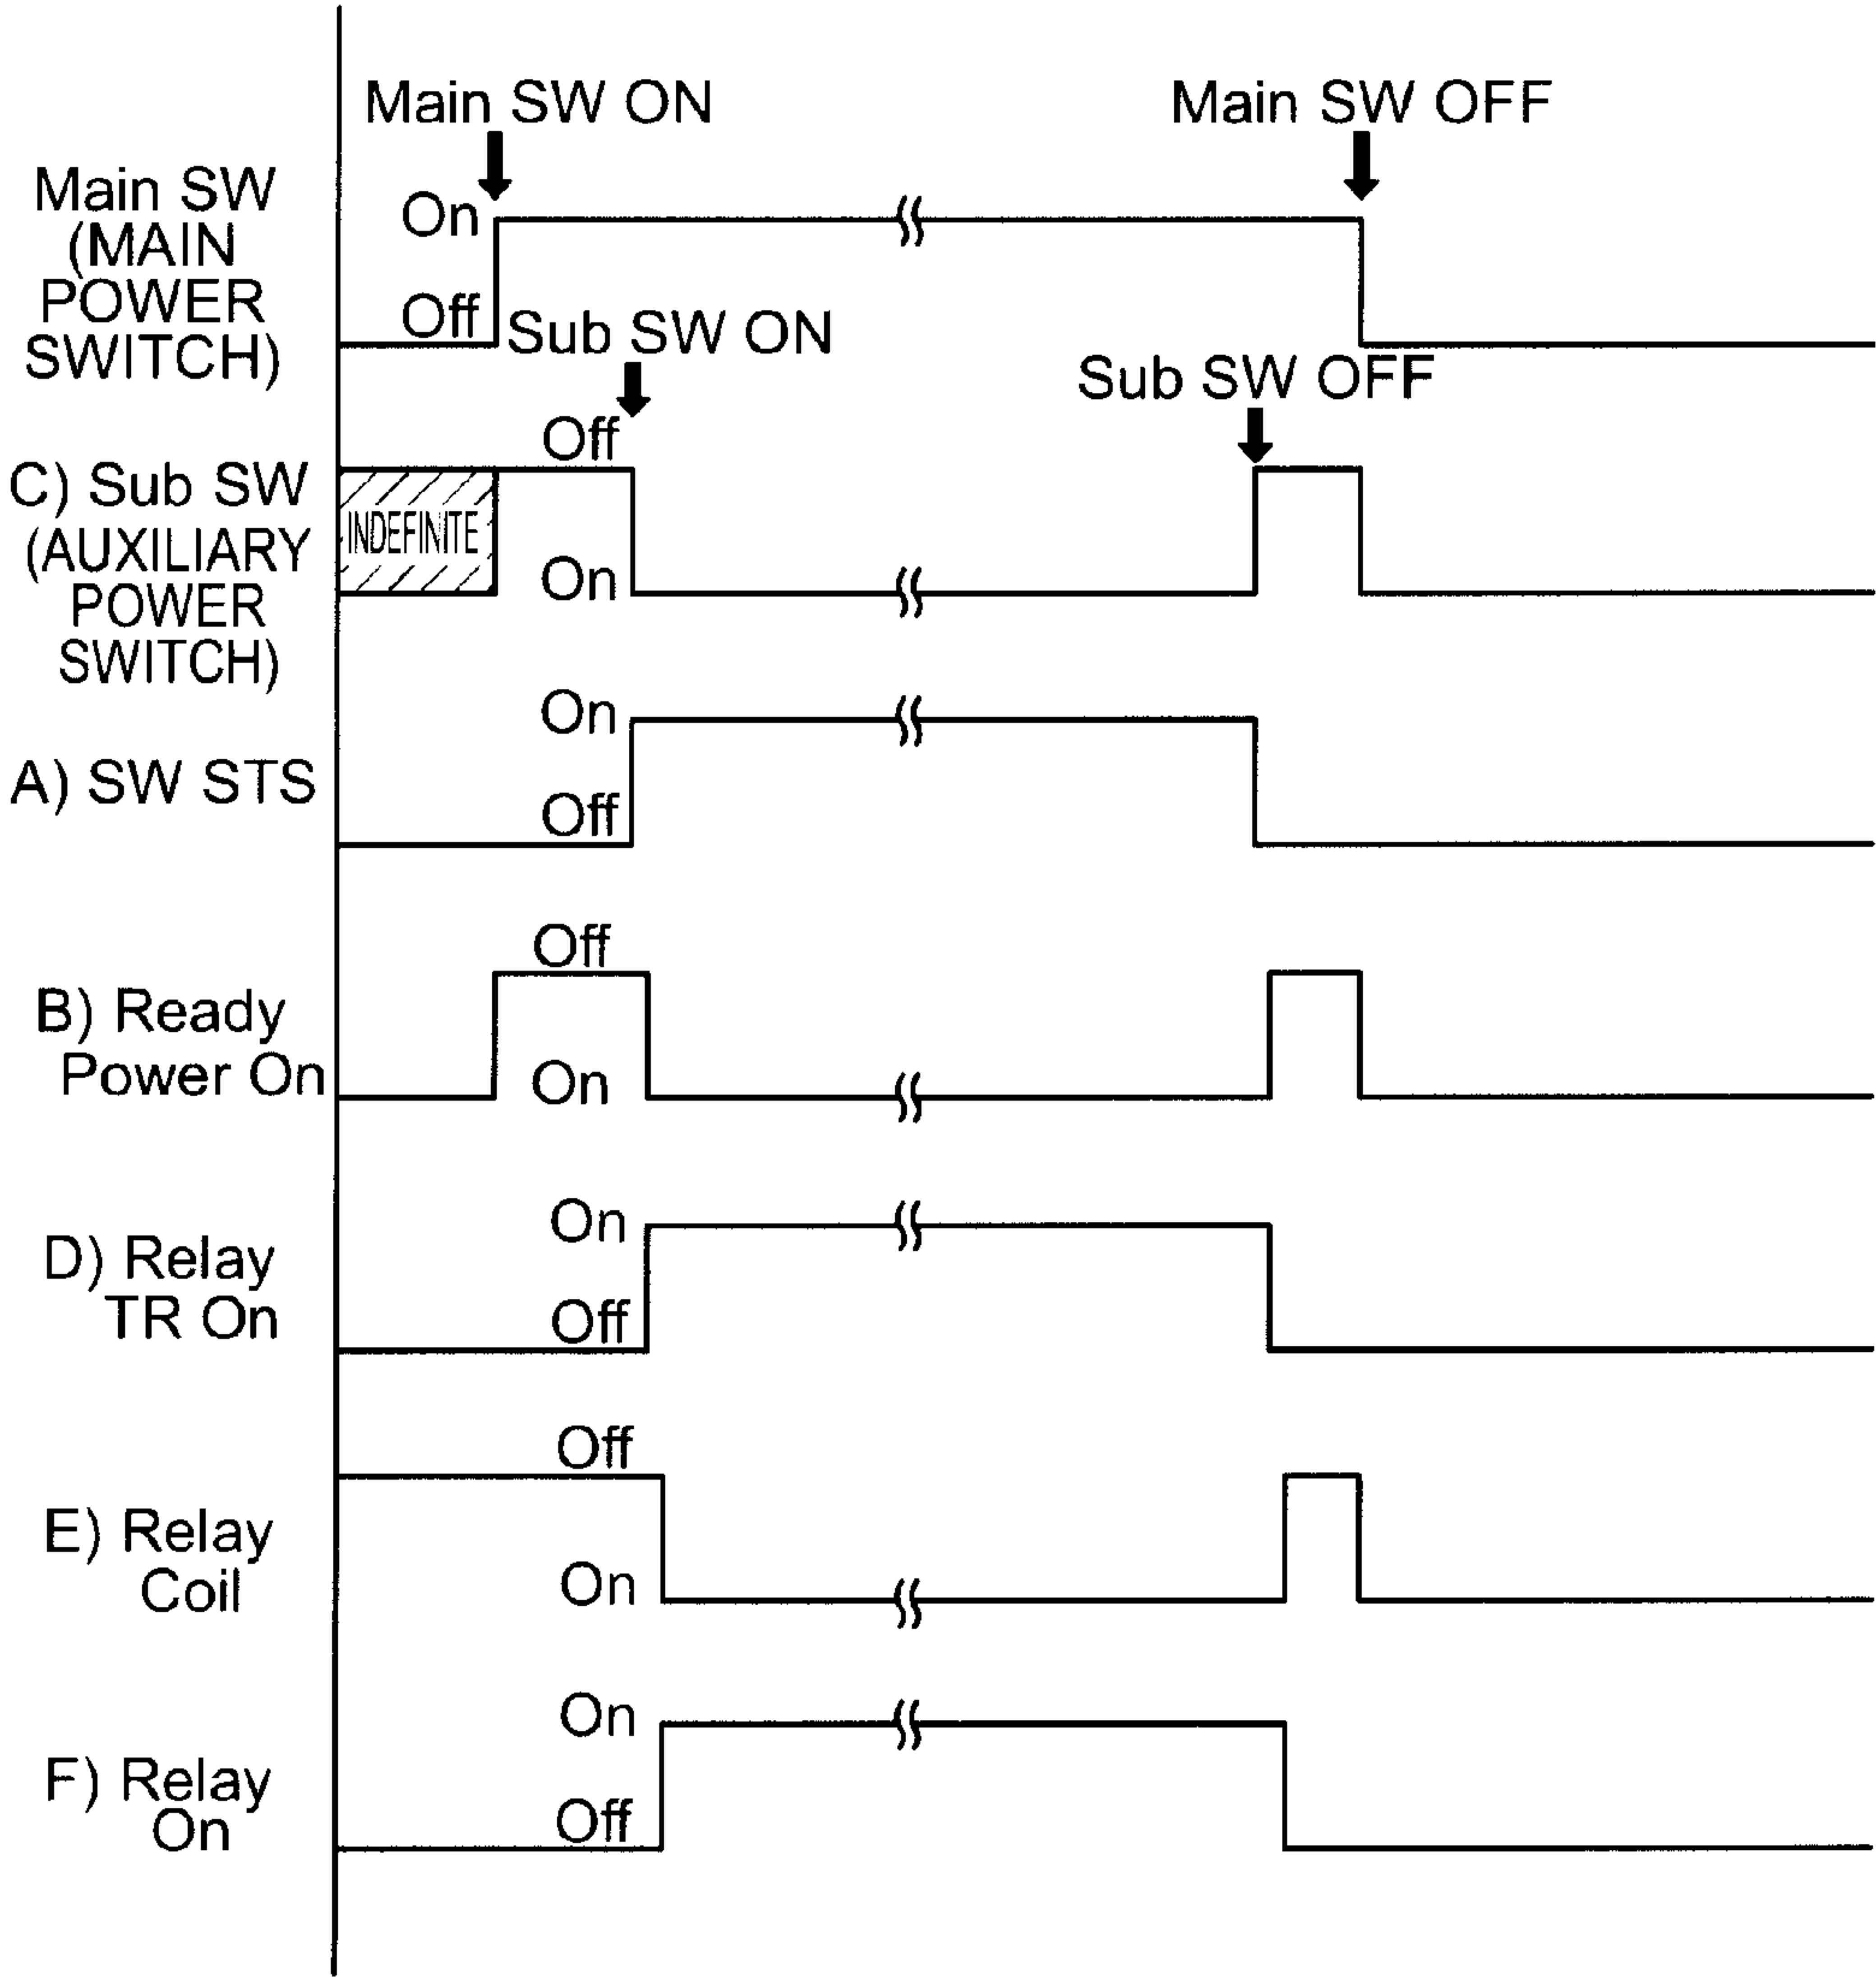 Main SW ON
Main SW OFF
Main SW
(MAIN
POWER
SWITCH)
On
Off
Sub SW ON
Sub SW OFF
C) Sub SW
(AUXILIARY
POWER
SWITCH)
INDEFINITE
Off
On
A) SW STS
On
Off
B) Ready
Power On
Off
On
D) Relay
TR On
On
Off
E) Relay
Coil
Off
On
F) Relay
On
On
Off